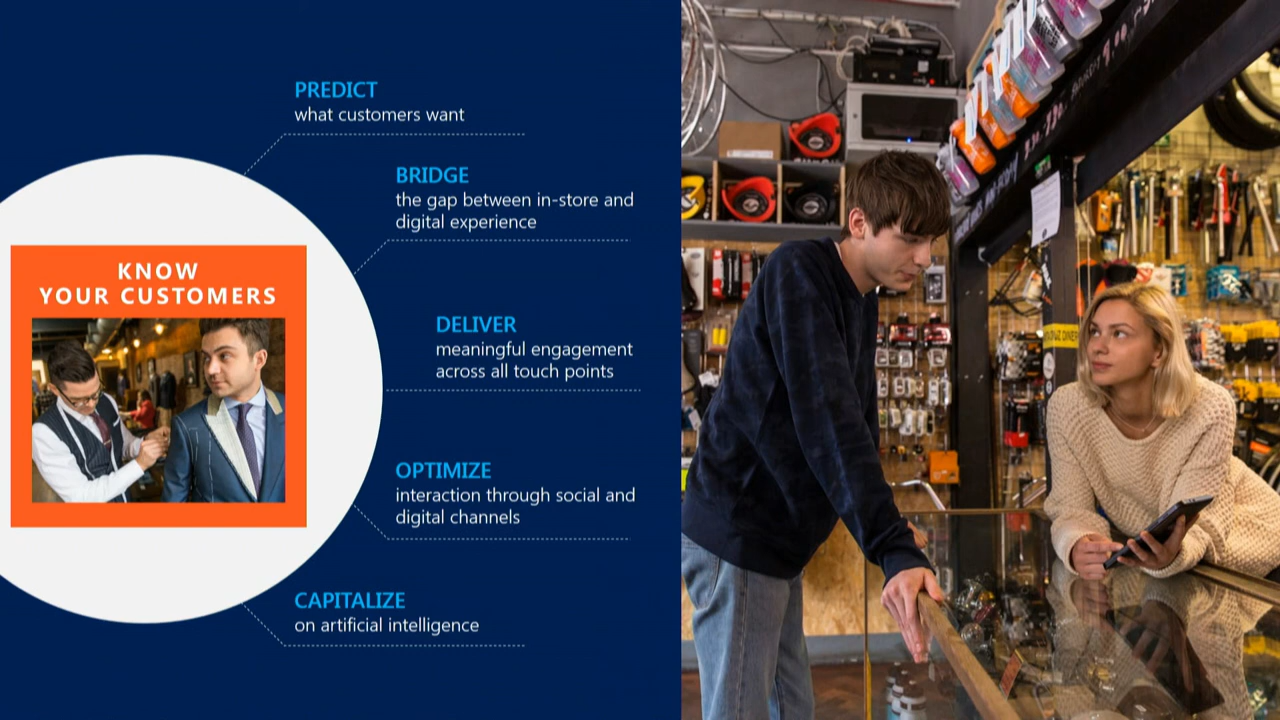 PREDICT
what customers want
BRIDGE
the gap between in-store and
digital experience
KNOW
YOUR CUSTOMERS
DELIVER
meaningful engagement
across all touch points
OPTIMIZE
interaction through social and
digital channels
CAPITALIZE
on artificial intelligence